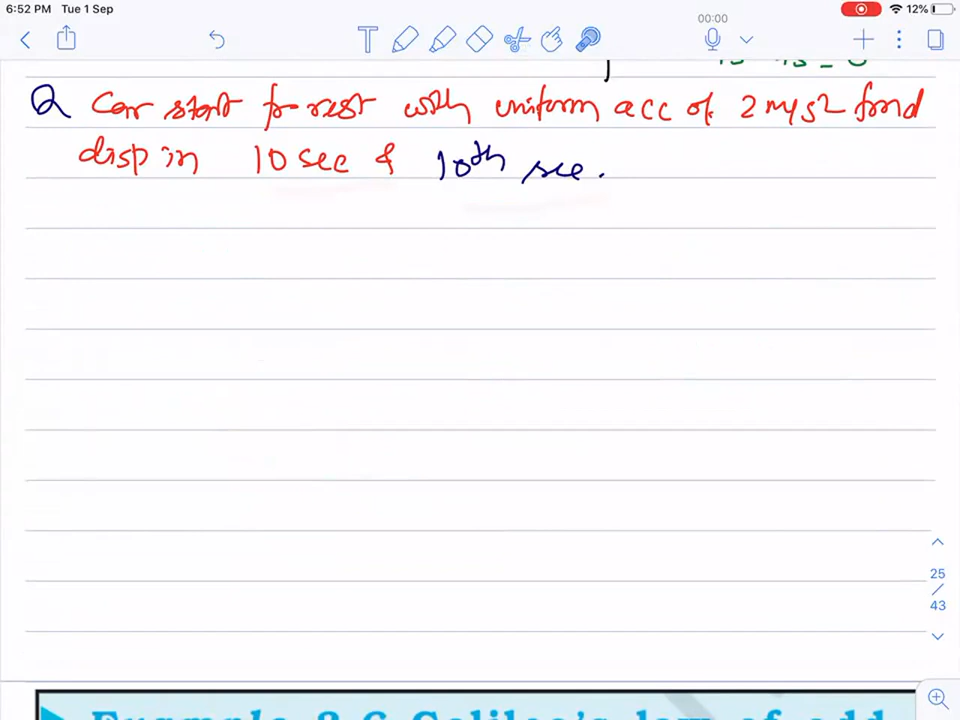 6:52 PM Tue 1 Sep
12%
00:00
Q Car start fo rest with uniform acc of 2 m/s2 find
disp in 10 sec & 10th sec.
25
43